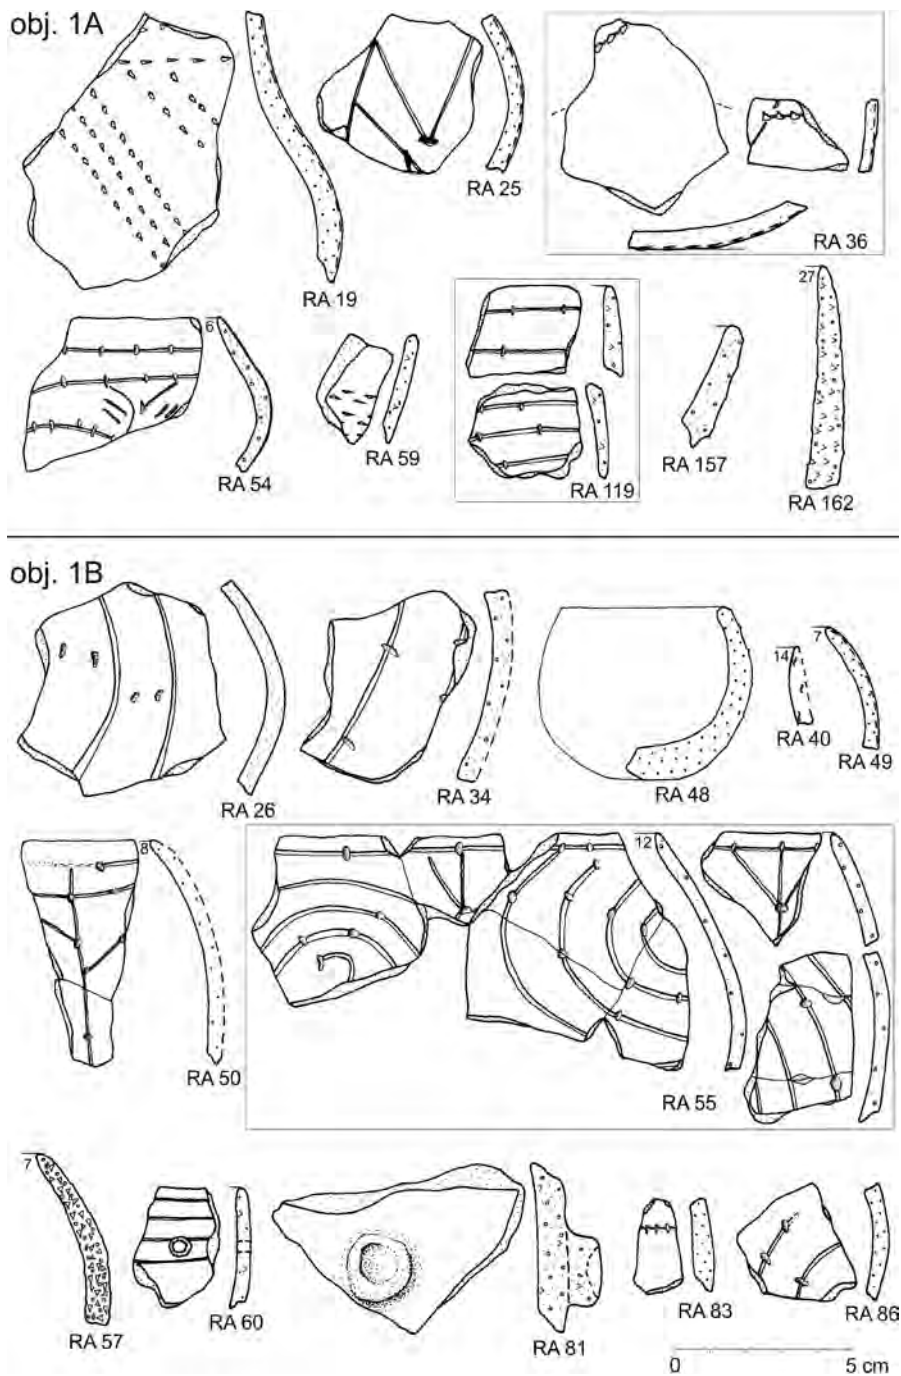 obj. 1A
RA 25
RA 36
RA 19
27
6
RA 54
RA 59
RA 119
RA 157
RA 162
obj. 1B
RA 26
RA 34
RA 48
14
RA 40
7
RA 49
8
RA 50
12
RA 55
7
RA 57
RA 60
RA 81
RA 83
RA 86
0 5 cm